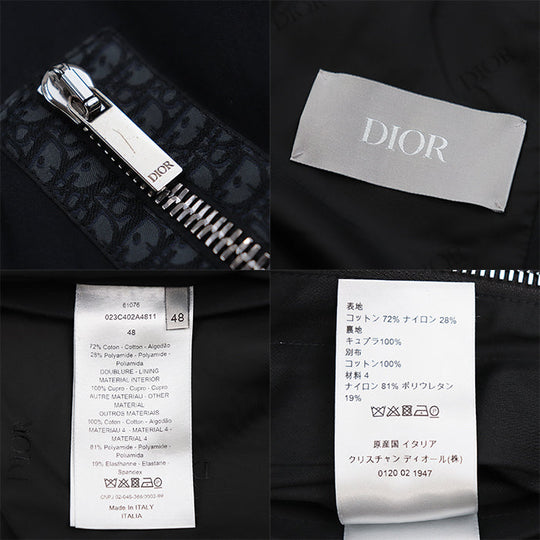 DIOR
DIOR
61076
023C402A4811
48
48
72% Coton - Cotton - Algodão
28% Polyamide - Polyamide -
Poliamida
DOUBLURE - LINING
MATERIAL INTERIOR
100% Cupro - Cupro - Cupro
AUTRE MATERIAL - OTHER
MATERIAL
OUTROS MATERIAIS
100% Coton - Cotton - Algodão
MATERIAU 4 - MATERIAL 4 -
MATERIAL 4
81% Polyamide - Polyamide -
Poliamida
19% Elasthanne - Elastane -
Spandex
Made in ITALY
ITALIA
表地
コットン 72% ナイロン 28%
裏地
キュプラ100%
別布
コットン100%
材料 4
ナイロン 81% ポリウレタン
19%
原産国 イタリア
クリスチャン ディオール(株)
0120 02 1947
DIOR
DIOR